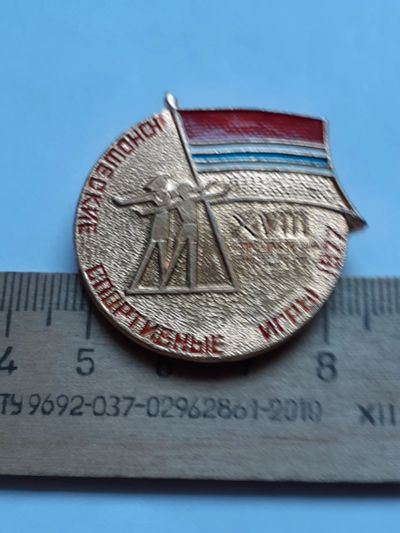 ЮНОШЕСКИЕ
СПОРТИВНЫЕ ИГРЫ 1977
XVIII
4 5 6 7 8
ТУ 9692-037-02962861-2010 XII